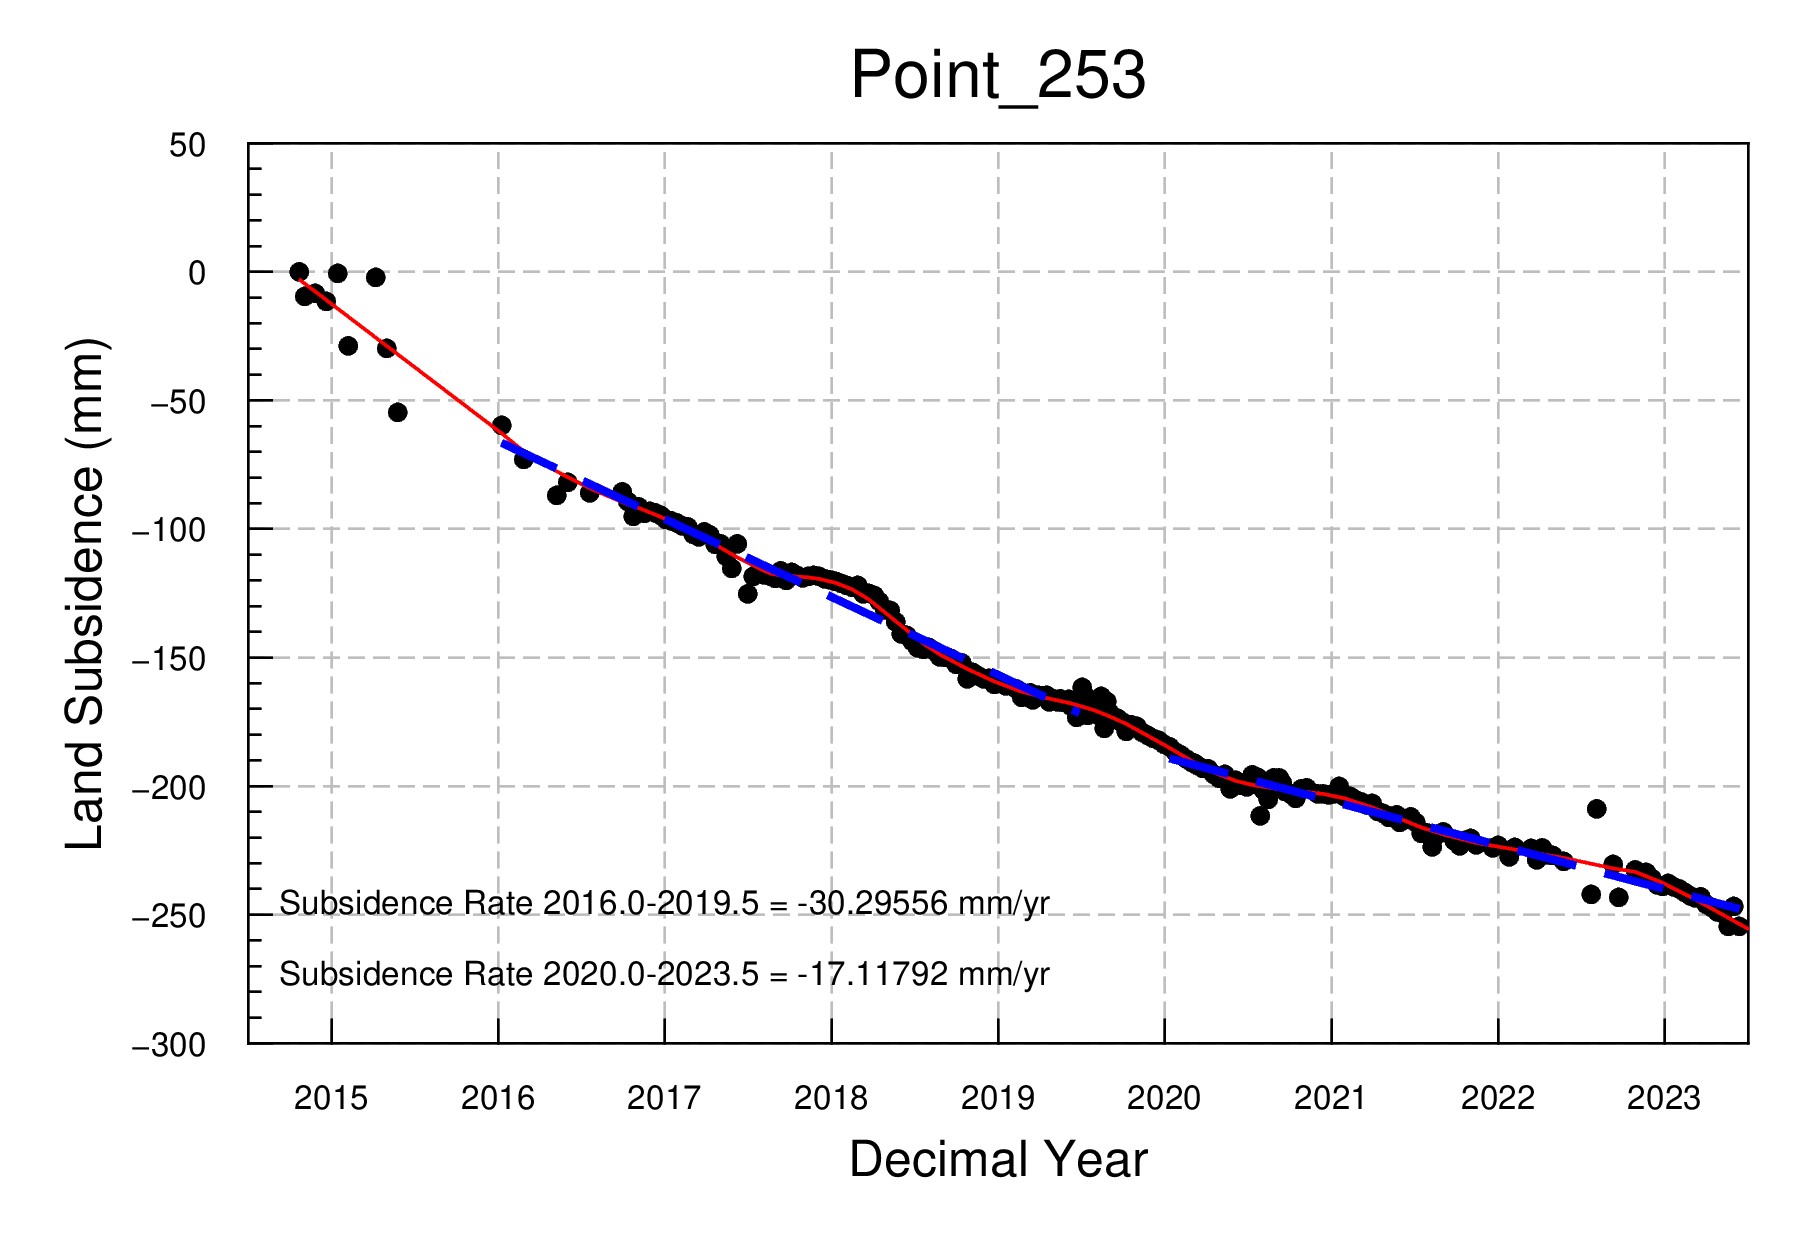 Point_253
50
0
−50
−100
−150
−200
−250
−300
Land Subsidence (mm)
Subsidence Rate 2016.0-2019.5 = -30.29556 mm/yr
Subsidence Rate 2020.0-2023.5 = -17.11792 mm/yr
2015 2016 2017 2018 2019 2020 2021 2022 2023
Decimal Year